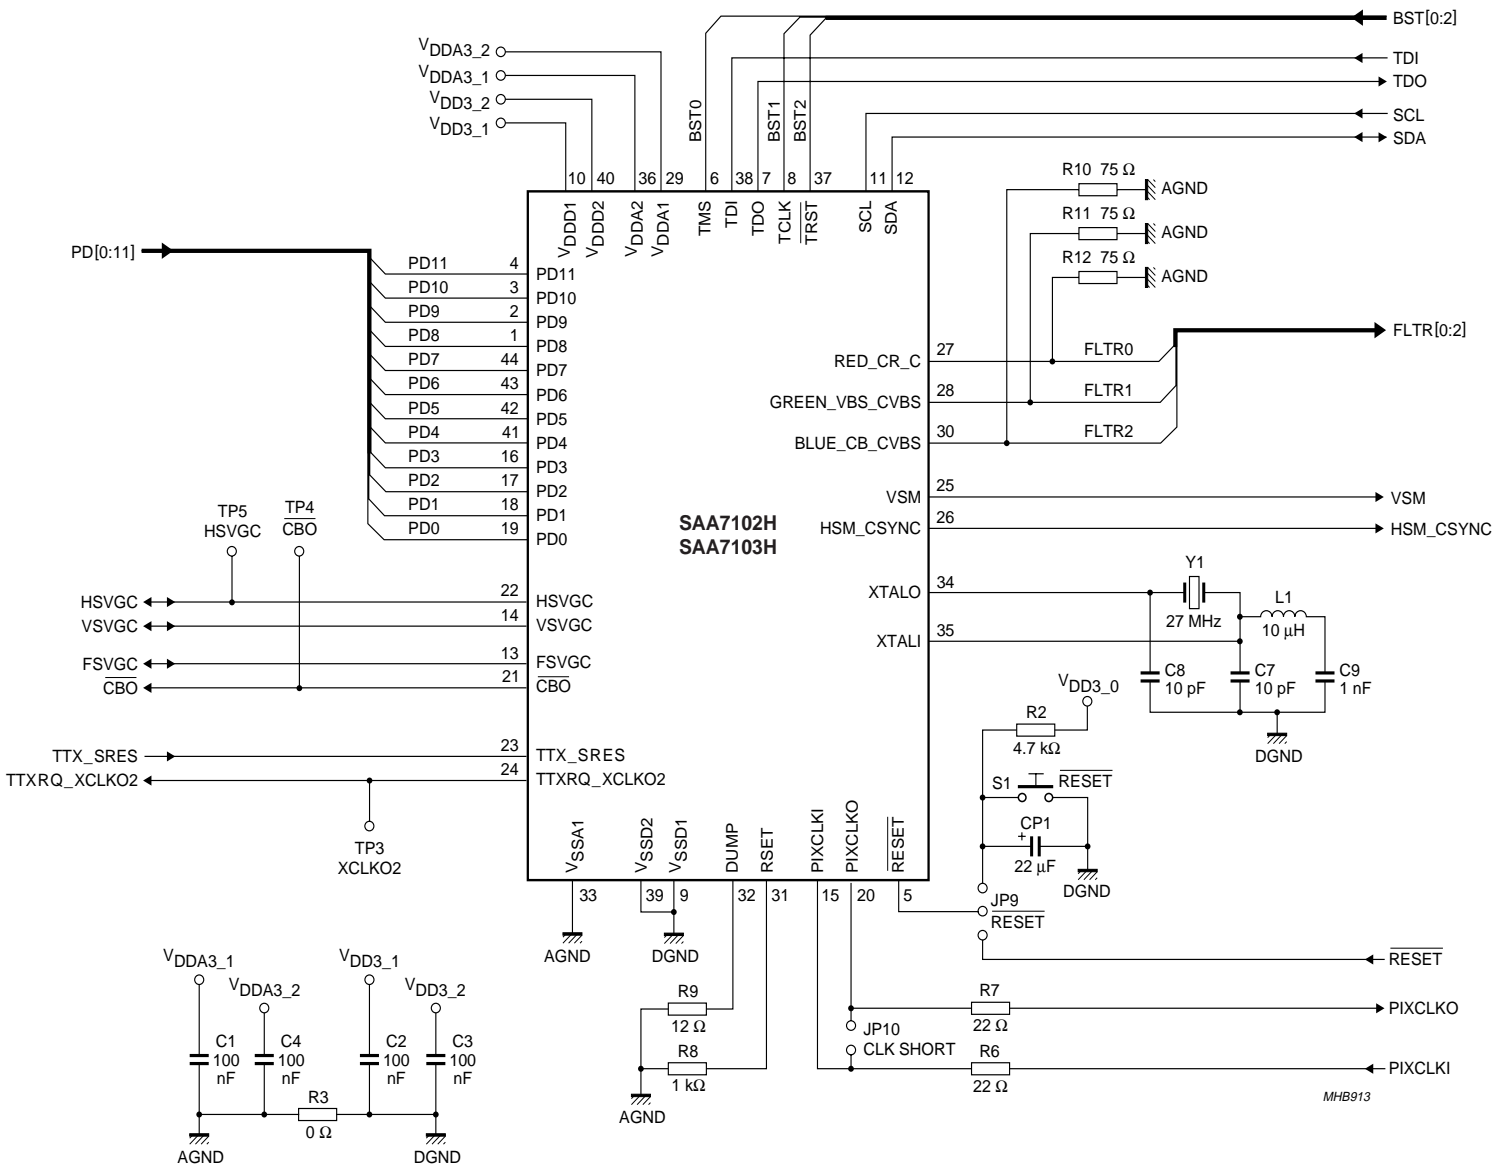 BST[0:2]
VDDA3_2
TDI
VDDA3_1
TDO
VDD3_2
VDD3_1
SCL
SDA
BST0
BST1
BST2
10 40 36 29 6 38 7 8 37 11 12
VDDD1
VDDD2
VDDA2
VDDA1
TMS
TDI
TDO
TCLK
TRST
SCL
SDA
R10 75 Ω
AGND
R11 75 Ω
AGND
R12 75 Ω
AGND
PD[0:11]
PD11 4 PD11
PD10 3 PD10
PD9 2 PD9
PD8 1 PD8
PD7 44 PD7
PD6 43 PD6
PD5 42 PD5
PD4 41 PD4
PD3 16 PD3
PD2 17 PD2
PD1 18 PD1
PD0 19 PD0
FLTR[0:2]
RED_CR_C 27 FLTR0
GREEN_VBS_CVBS 28 FLTR1
BLUE_CB_CVBS 30 FLTR2
VSM 25 VSM
HSM_CSYNC 26 HSM_CSYNC
SAA7102H
SAA7103H
TP5
HSVGC
TP4
CBO
HSVGC 22 HSVGC
VSVGC 14 VSVGC
FSVGC 13 FSVGC
CBO 21 CBO
XTALO 34
XTALI 35
Y1
27 MHz
L1
10 μH
C8
10 pF
C7
10 pF
C9
1 nF
DGND
VDD3_0
R2
4.7 kΩ
TTX_SRES 23 TTX_SRES
TTXRQ_XCLKO2 24 TTXRQ_XCLKO2
TP3
XCLKO2
S1
RESET
CP1
+
22 μF
DGND
VSSA1
VSSD2
VSSD1
DUMP
RSET
PIXCLKI
PIXCLKO
RESET
33 39 9 32 31 15 20 5
JP9
RESET
AGND
DGND
RESET
VDDA3_1
VDDA3_2
VDD3_1
VDD3_2
R9
12 Ω
R8
1 kΩ
AGND
R7
22 Ω
PIXCLKO
JP10
CLK SHORT
R6
22 Ω
PIXCLKI
C1
100
nF
C4
100
nF
C2
100
nF
C3
100
nF
R3
0 Ω
AGND
DGND
MHB913